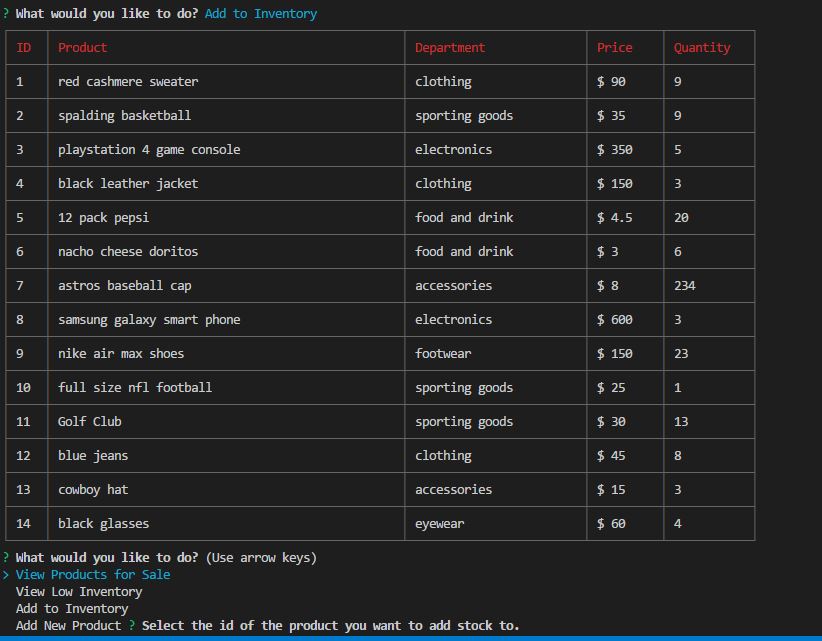 ? What would you like to do? Add to Inventory
ID Product Department Price Quantity
1 red cashmere sweater clothing $ 90 9
2 spalding basketball sporting goods $ 35 9
3 playstation 4 game console electronics $ 350 5
4 black leather jacket clothing $ 150 3
5 12 pack pepsi food and drink $ 4.5 20
6 nacho cheese doritos food and drink $ 3 6
7 astros baseball cap accessories $ 8 234
8 samsung galaxy smart phone electronics $ 600 3
9 nike air max shoes footwear $ 150 23
10 full size nfl football sporting goods $ 25 1
11 Golf Club sporting goods $ 30 13
12 blue jeans clothing $ 45 8
13 cowboy hat accessories $ 15 3
14 black glasses eyewear $ 60 4
? What would you like to do? (Use arrow keys)
> View Products for Sale
View Low Inventory
Add to Inventory
Add New Product ? Select the id of the product you want to add stock to.